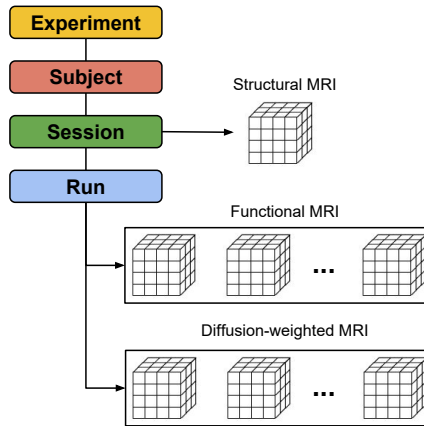 Experiment
Subject
Structural MRI
Session
Run
Functional MRI
...
Diffusion-weighted MRI
...